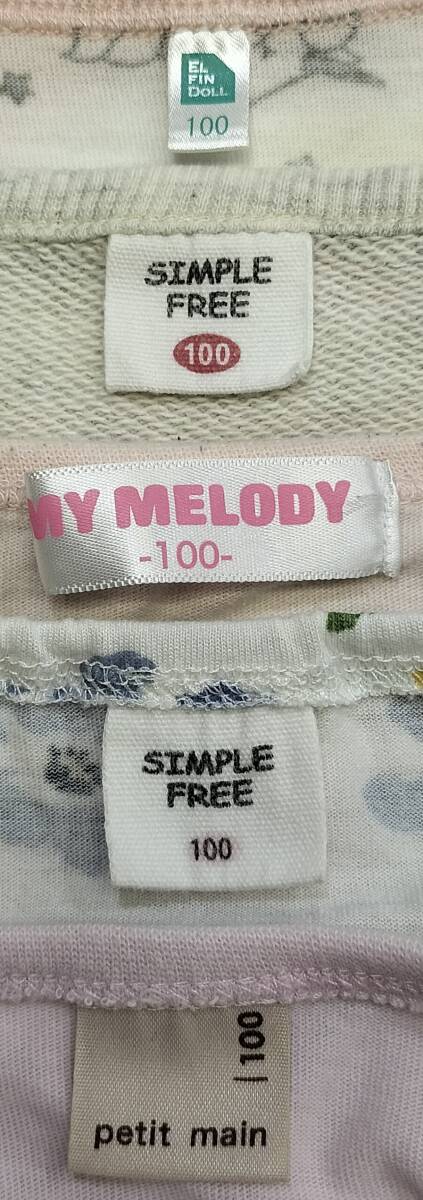 EL
FIN
DOLL
100
SIMPLE
FREE
100
MY MELODY
-100-
SIMPLE
FREE
100
100
petit main